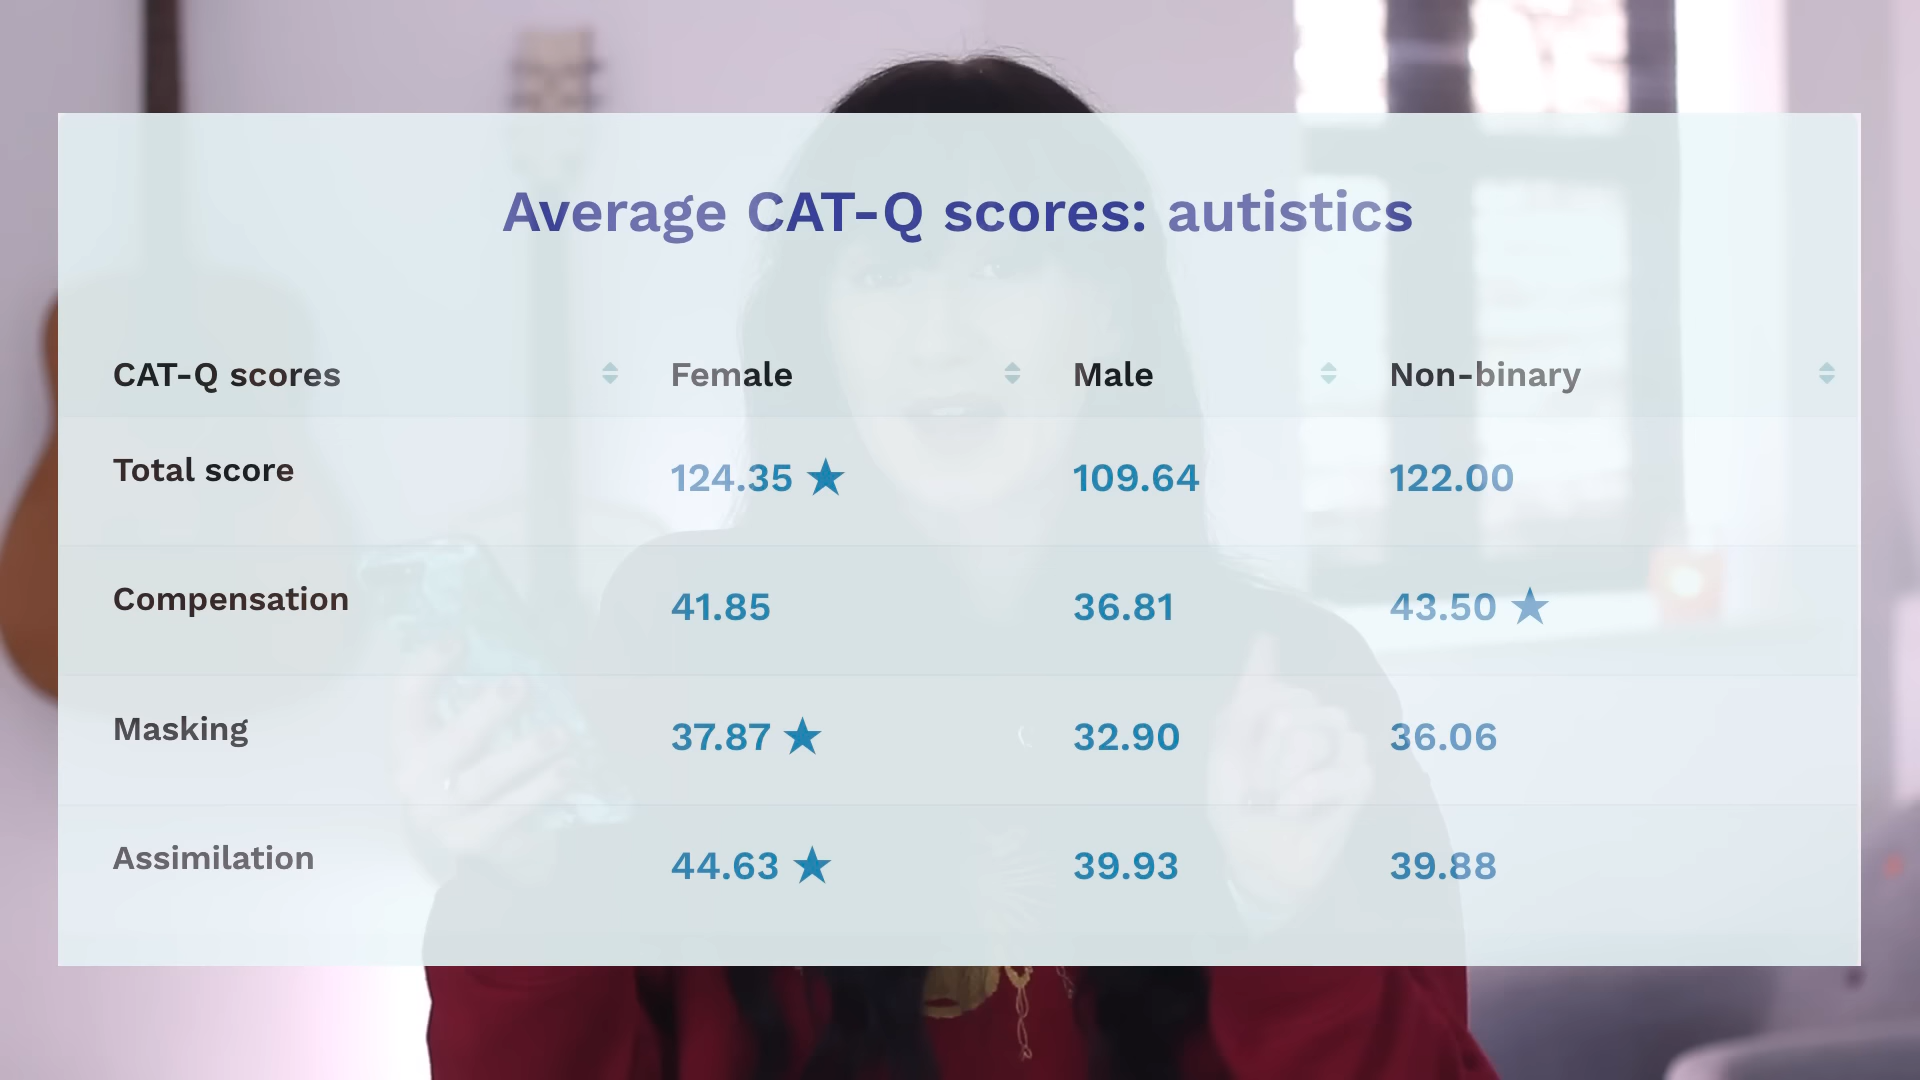 Average CAT-Q scores: autistics
CAT-Q scores Female Male Non-binary
Total score 124.35 ★ 109.64 122.00
Compensation 41.85 36.81 43.50 ★
Masking 37.87 ★ 32.90 36.06
Assimilation 44.63 ★ 39.93 39.88